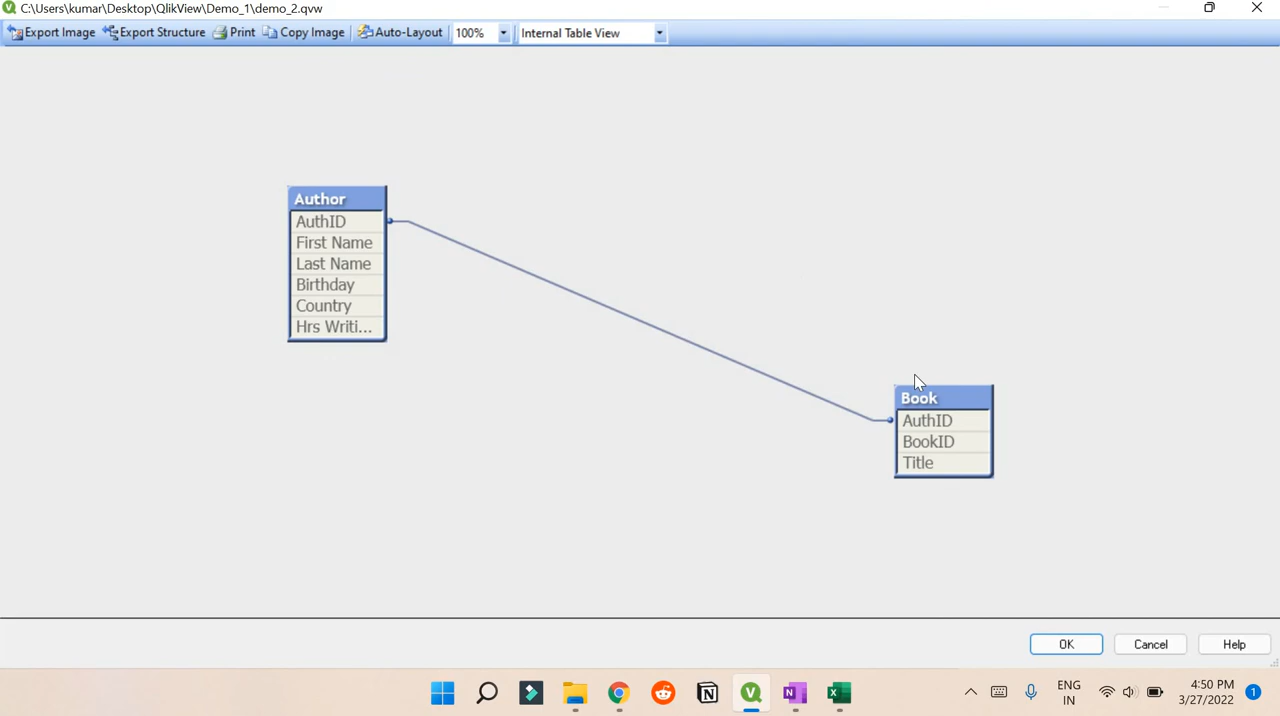 C:\Users\kumar\Desktop\QlikView\Demo_1\demo_2.qvw
Export Image Export Structure Print Copy Image Auto-Layout 100% Internal Table View
Author
AuthID
First Name
Last Name
Birthday
Country
Hrs Writi...
Book
AuthID
BookID
Title
OK Cancel Help
ENG 4:50 PM
IN 3/27/2022 1